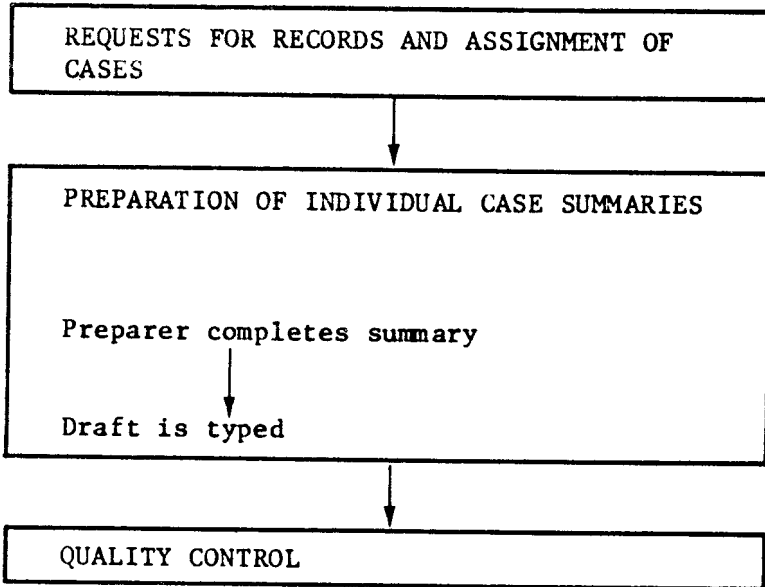 REQUESTS FOR RECORDS AND ASSIGNMENT OF
CASES
PREPARATION OF INDIVIDUAL CASE SUMMARIES
Preparer completes summary
Draft is typed
QUALITY CONTROL